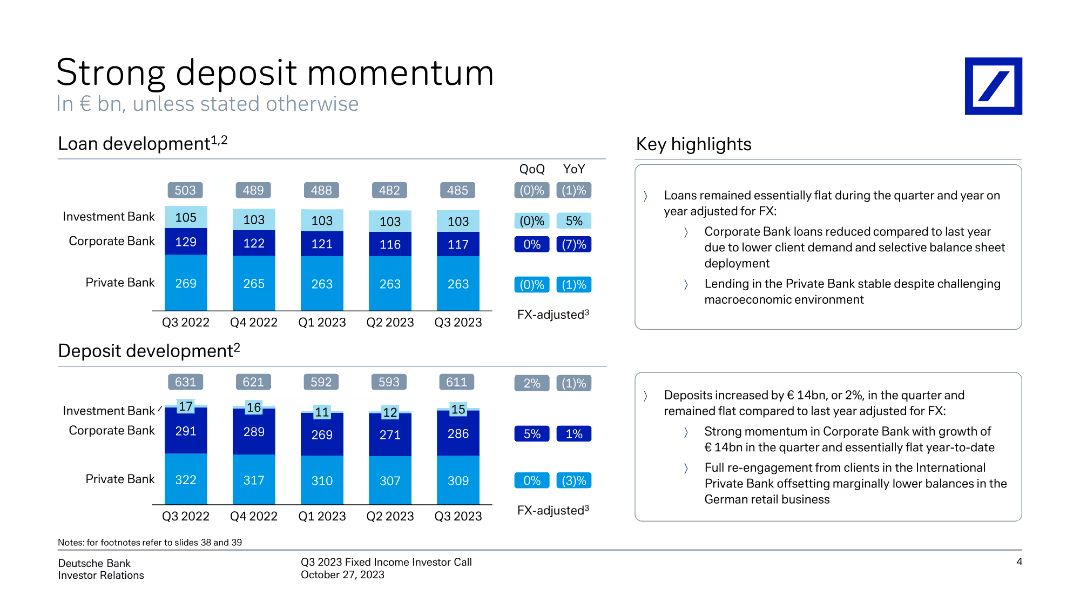 Strong deposit momentum
In € bn, unless stated otherwise
Loan development1,2
QoQ YoY
503 489 488 482 485 (0)% (1)%
Investment Bank 105 103 103 103 103 (0)% 5%
Corporate Bank 129 122 121 116 117 0% (7)%
Private Bank 269 265 263 263 263 (0)% (1)%
FX-adjusted3
Q3 2022 Q4 2022 Q1 2023 Q2 2023 Q3 2023
Deposit development2
631 621 592 593 611 2% (1)%
Investment Bank 17 16 11 12 15
Corporate Bank 291 289 269 271 286 5% 1%
Private Bank 322 317 310 307 309 0% (3)%
FX-adjusted3
Q3 2022 Q4 2022 Q1 2023 Q2 2023 Q3 2023
Key highlights
Loans remained essentially flat during the quarter and year on
year adjusted for FX:
Corporate Bank loans reduced compared to last year
due to lower client demand and selective balance sheet
deployment
Lending in the Private Bank stable despite challenging
macroeconomic environment
Deposits increased by € 14bn, or 2%, in the quarter and
remained flat compared to last year adjusted for FX:
Strong momentum in Corporate Bank with growth of
€ 14bn in the quarter and essentially flat year-to-date
Full re-engagement from clients in the International
Private Bank offsetting marginally lower balances in the
German retail business
Notes: for footnotes refer to slides 38 and 39
Deutsche Bank
Investor Relations
Q3 2023 Fixed Income Investor Call
October 27, 2023
4